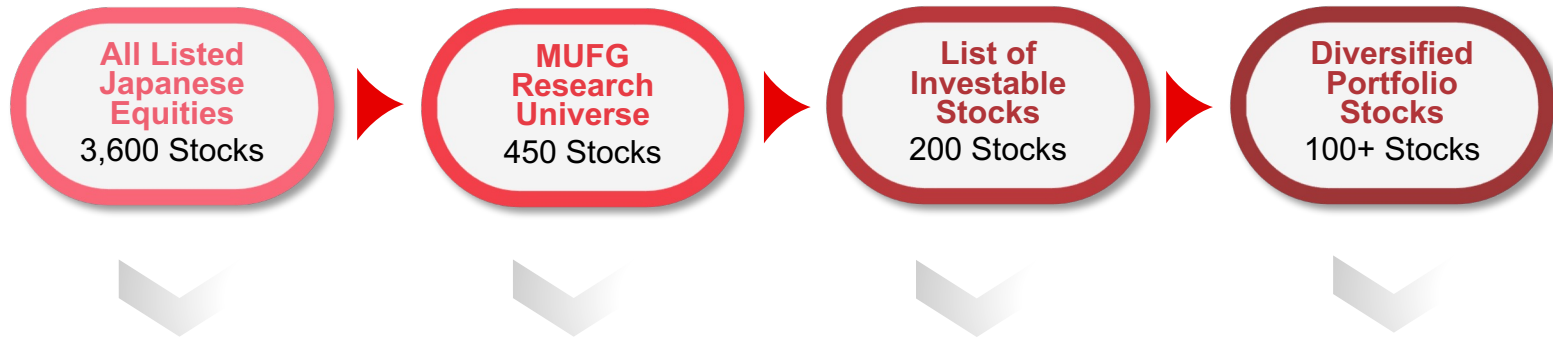 All Listed
Japanese
Equities
3,600 Stocks
MUFG
Research
Universe
450 Stocks
List of
Investable
Stocks
200 Stocks
Diversified
Portfolio
Stocks
100+ Stocks